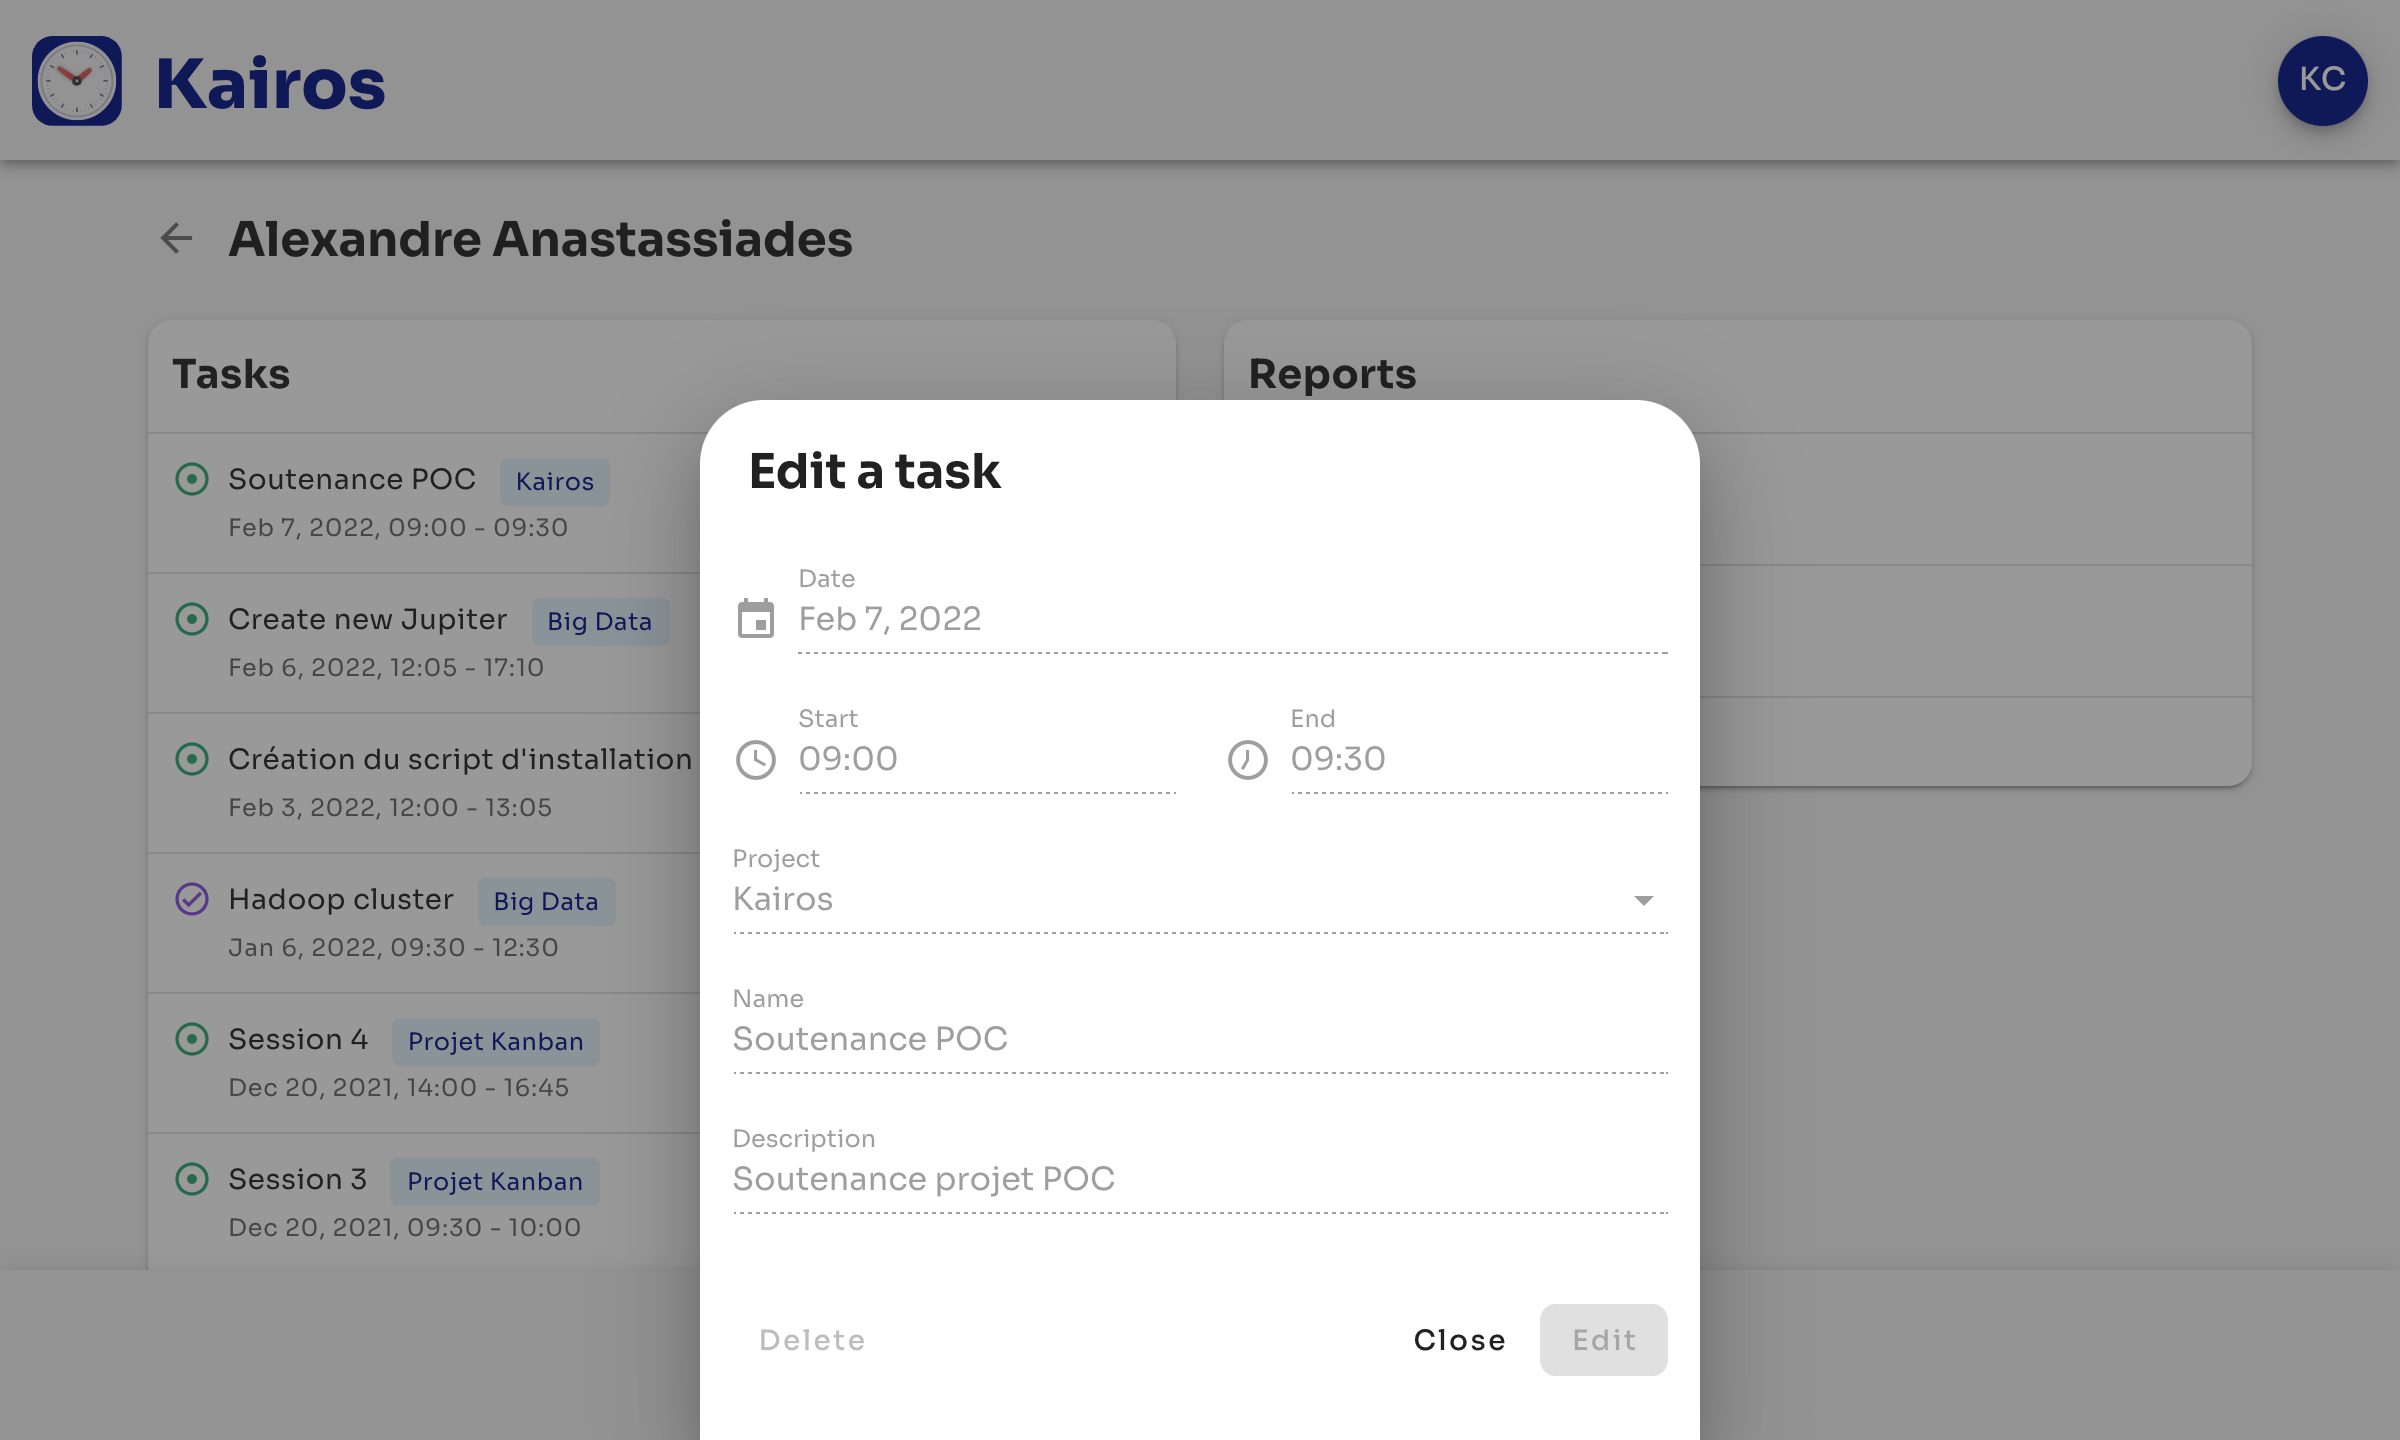 Kairos
KC
Alexandre Anastassiades
Tasks
Soutenance POC Kairos
Feb 7, 2022, 09:00 - 09:30
Create new Jupiter Big Data
Feb 6, 2022, 12:05 - 17:10
Création du script d'installation
Feb 3, 2022, 12:00 - 13:05
Hadoop cluster Big Data
Jan 6, 2022, 09:30 - 12:30
Session 4 Projet Kanban
Dec 20, 2021, 14:00 - 16:45
Session 3 Projet Kanban
Dec 20, 2021, 09:30 - 10:00
Reports
Edit a task
Date
Feb 7, 2022
Start
09:00
End
09:30
Project
Kairos
Name
Soutenance POC
Description
Soutenance projet POC
Delete
Close
Edit